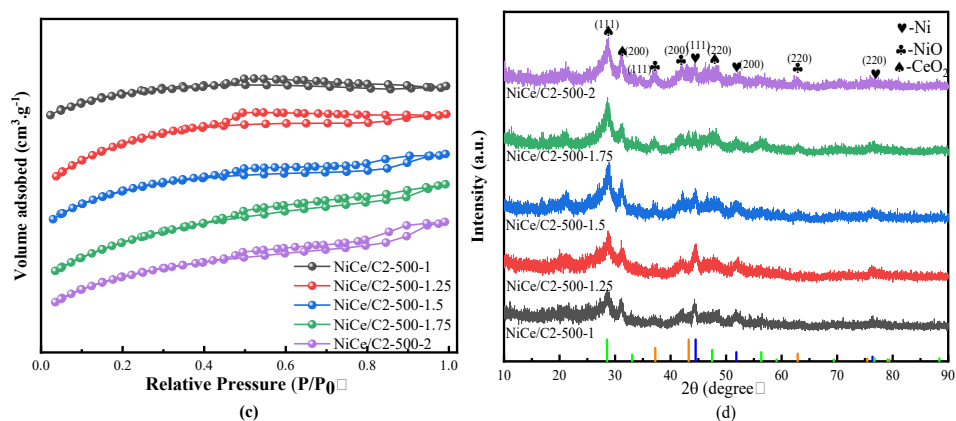 (c)
Volume adsobed (cm³·g⁻¹)
NiCe/C2-500-1
NiCe/C2-500-1.25
NiCe/C2-500-1.5
NiCe/C2-500-1.75
NiCe/C2-500-2
0.0 0.2 0.4 0.6 0.8 1.0
Relative Pressure (P/P0□
(c)
(d)
Intensity (a.u.)
♥-Ni
♣-NiO
♠-CeO2
(111) (200) (111) (200) (111) (220) (200) (220) (220)
NiCe/C2-500-2
NiCe/C2-500-1.75
NiCe/C2-500-1.5
NiCe/C2-500-1.25
NiCe/C2-500-1
10 20 30 40 50 60 70 80 90
2θ (degree□
(d)